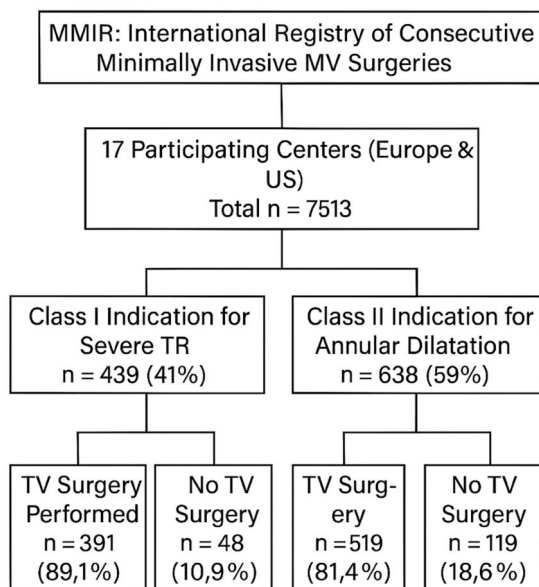 MMIR: International Registry of Consecutive
Minimally Invasive MV Surgeries
17 Participating Centers (Europe &
US)
Total n = 7513
Class I Indication for
Severe TR
n = 439 (41%)
Class II Indication for
Annular Dilatation
n = 638 (59%)
TV Surgery
Performed
n = 391
(89,1%)
No TV
Surgery
n = 48
(10,9%)
TV Surg-
ery
n = 519
(81,4%)
No TV
Surgery
n = 119
(18,6%)